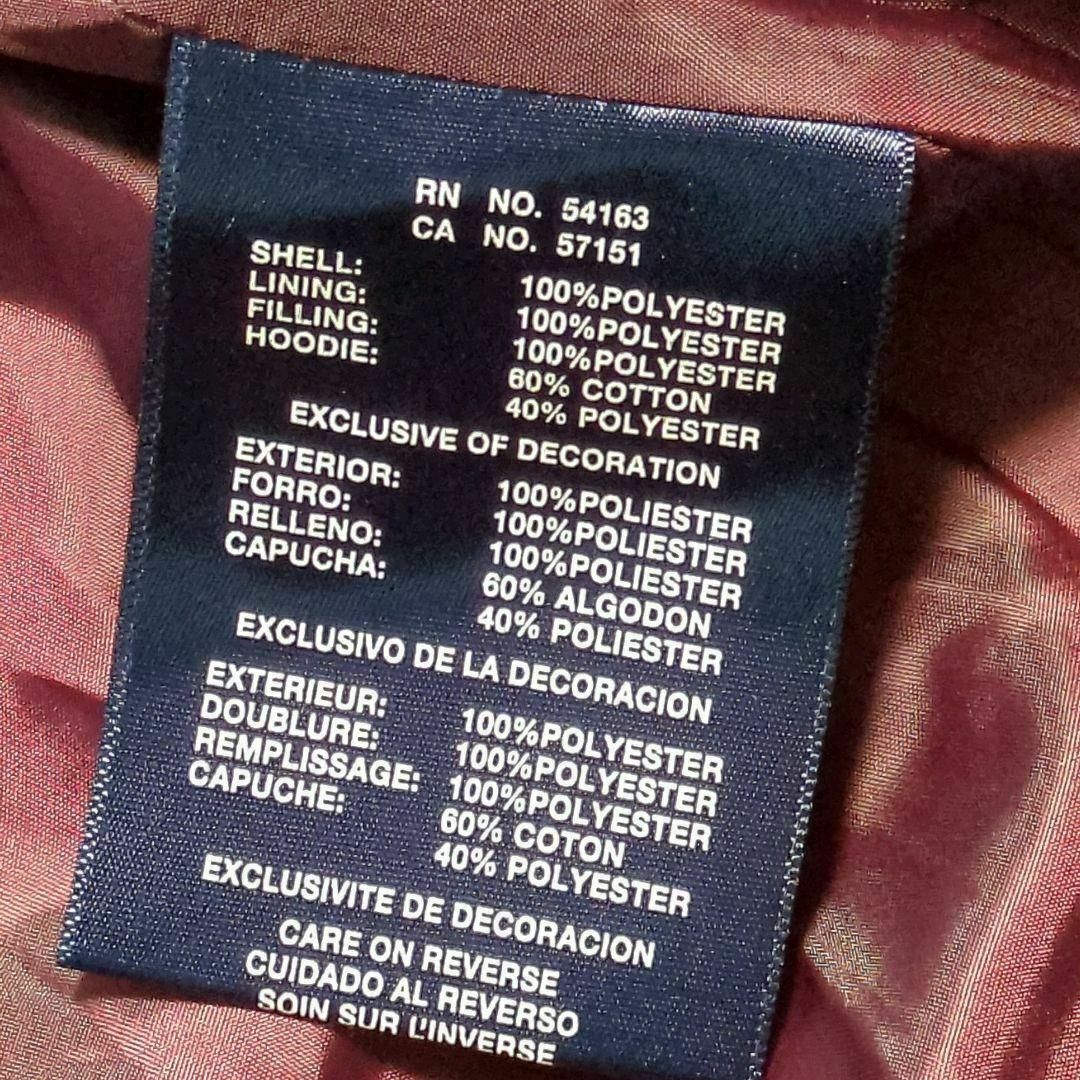 RN NO. 54163
CA NO. 57151
SHELL: 100%POLYESTER
LINING: 100%POLYESTER
FILLING: 100%POLYESTER
HOODIE: 60% COTTON
40% POLYESTER
EXCLUSIVE OF DECORATION
EXTERIOR: 100%POLIESTER
FORRO: 100%POLIESTER
RELLENO: 100%POLIESTER
CAPUCHA: 60% ALGODON
40% POLIESTER
EXCLUSIVO DE LA DECORACION
EXTERIEUR: 100%POLYESTER
DOUBLURE: 100%POLYESTER
REMPLISSAGE: 100%POLYESTER
CAPUCHE: 60% COTON
40% POLYESTER
EXCLUSIVITE DE DECORACION
CARE ON REVERSE
CUIDADO AL REVERSO
SOIN SUR L'INVERSE